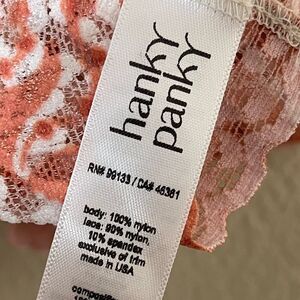 hanky
panky
RN# 99133 / CA# 46361
body: 100% nylon
lace: 90% nylon,
10% spandex
exclusive of trim
made in USA